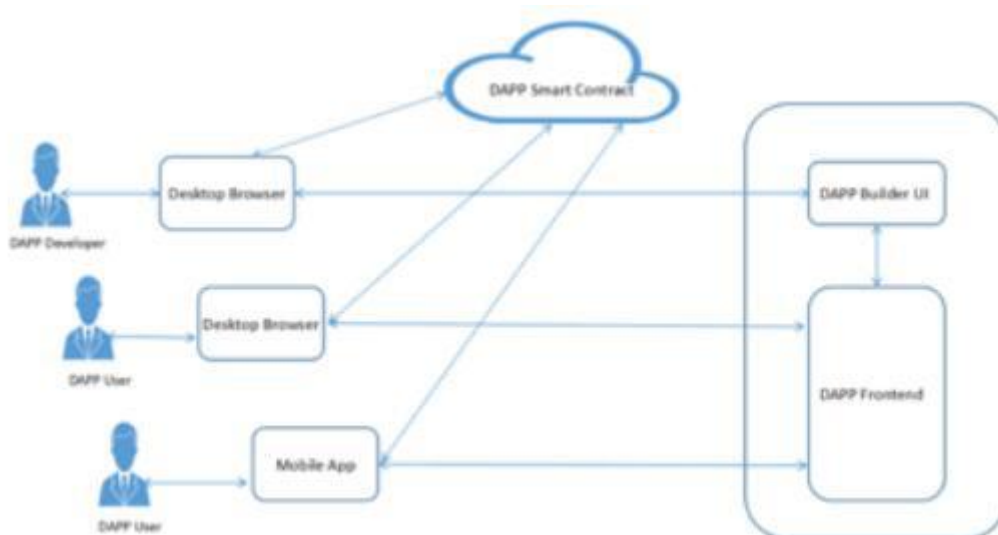 DAPP Smart Contract
Desktop Browser
DAPP Builder UI
DAPP Developer
Desktop Browser
DAPP User
DAPP Frontend
Mobile App
DAPP User